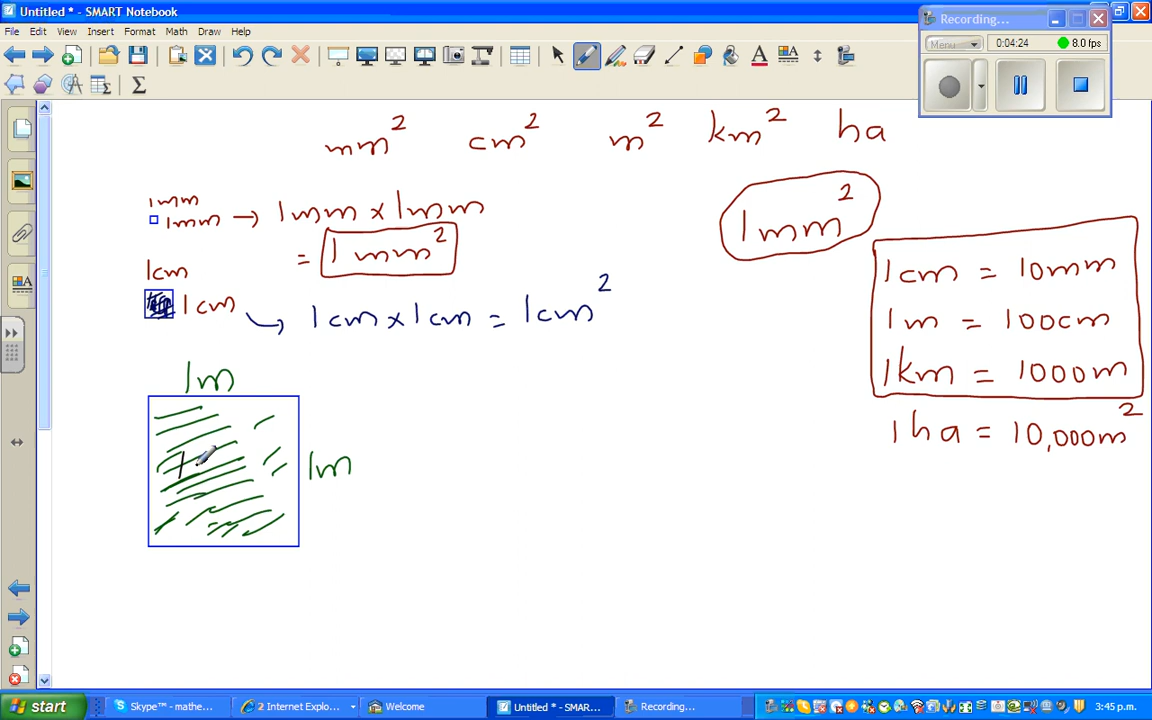 Untitled * - SMART Notebook
Recording...
File Edit View Insert Format Math Draw Help
Menu 0:04:24 8.0 fps
mm² cm² m² km² ha
1mm
1mm → 1mm x 1mm
= 1mm²
1mm²
1cm
1cm → 1cm x 1cm = 1cm²
1cm = 10mm
1m = 100cm
1km = 1000m
1ha = 10,000m²
1m
1m
1
start Skype™ - mathe... 2 Internet Explo... Welcome Untitled * - SMAR... Recording... 3:45 p.m.